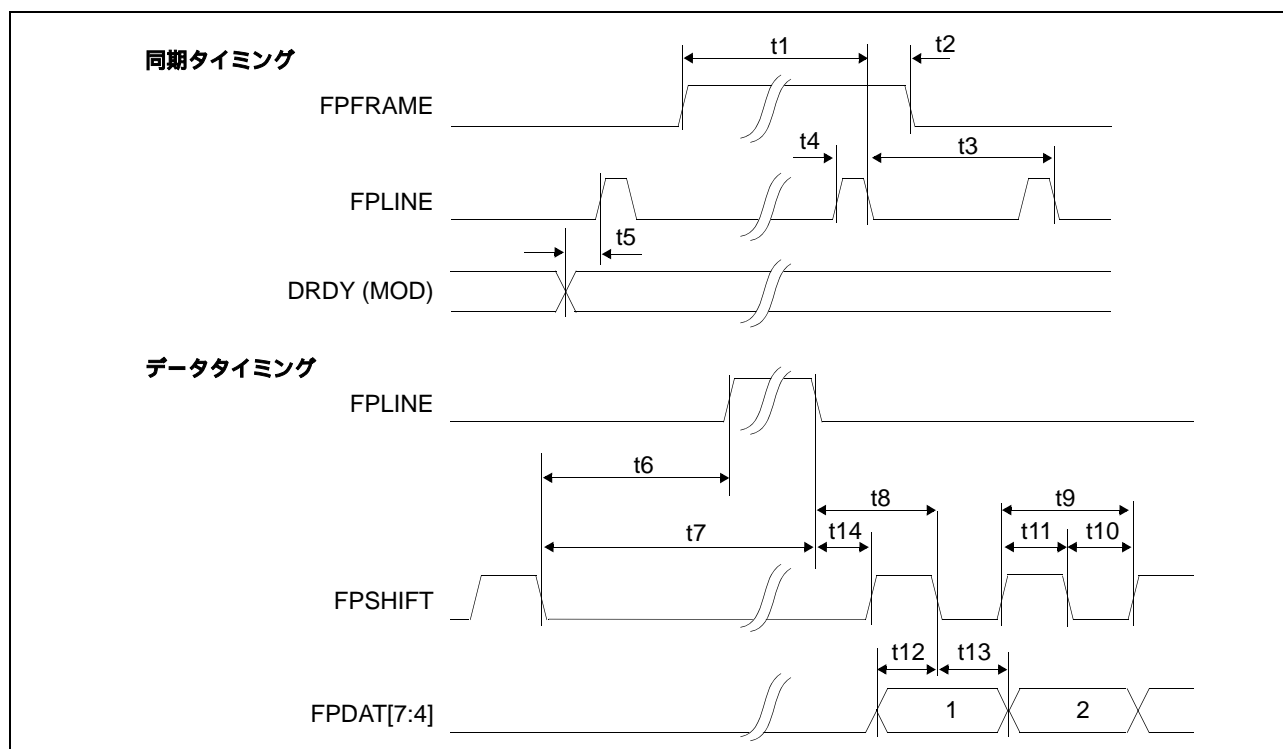 同期タイミング
t1
t2
FPFRAME
t4
t3
FPLINE
t5
DRDY (MOD)
データタイミング
FPLINE
t6
t8
t9
t7
t14
t11
t10
FPSHIFT
t12
t13
FPDAT[7:4]
1
2